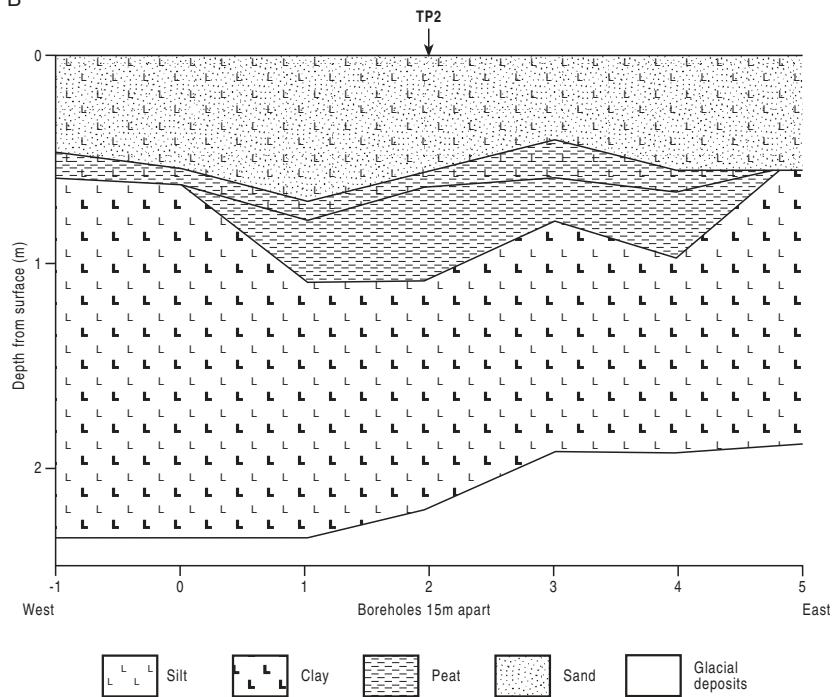 B
TP2
0
1
2
Depth from surface (m)
-1 0 1 2 3 4 5
West Boreholes 15m apart East
Silt Clay Peat Sand Glacial
deposits